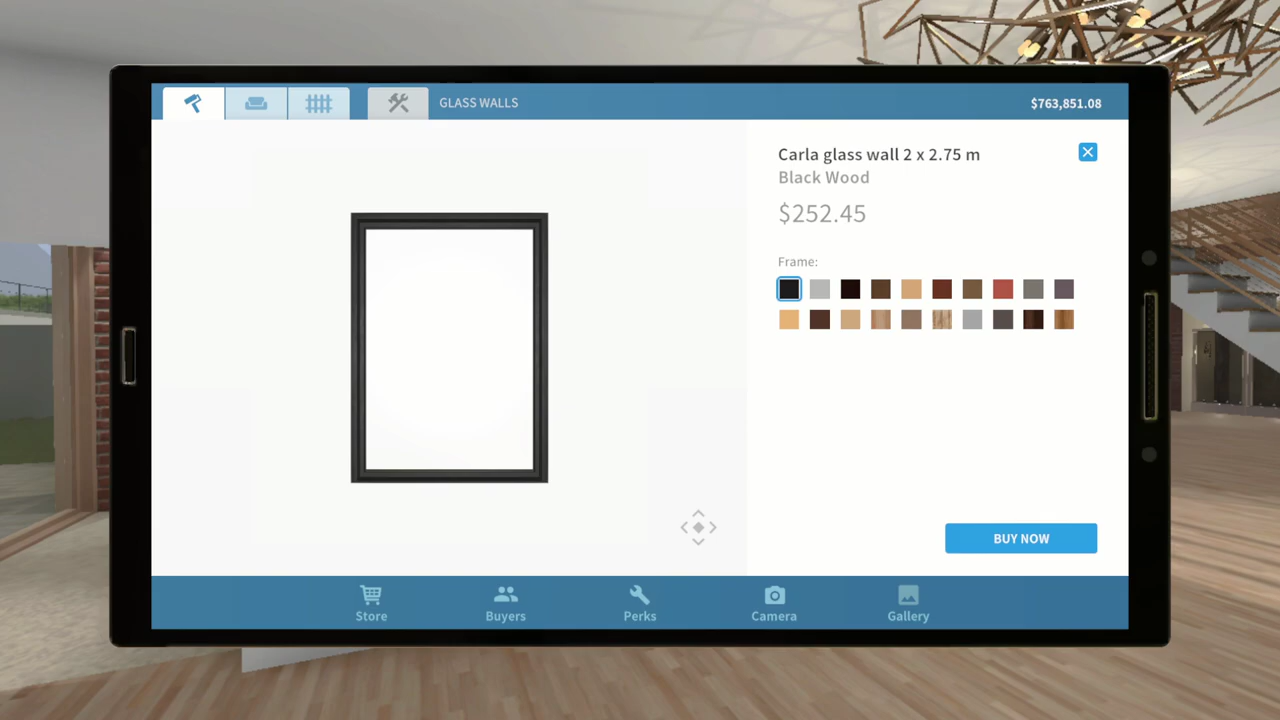 GLASS WALLS
$763,851.08
Carla glass wall 2 x 2.75 m
Black Wood
$252.45
Frame:
BUY NOW
Store
Buyers
Perks
Camera
Gallery